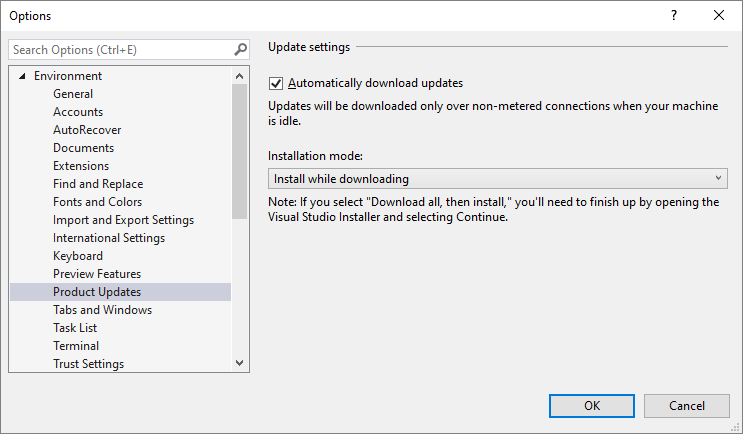 Options
?
Search Options (Ctrl+E)
Environment
General
Accounts
AutoRecover
Documents
Extensions
Find and Replace
Fonts and Colors
Import and Export Settings
International Settings
Keyboard
Preview Features
Product Updates
Tabs and Windows
Task List
Terminal
Trust Settings
Update settings
Automatically download updates
Updates will be downloaded only over non-metered connections when your machine
is idle.
Installation mode:
Install while downloading
Note: If you select "Download all, then install," you'll need to finish up by opening the
Visual Studio Installer and selecting Continue.
OK
Cancel